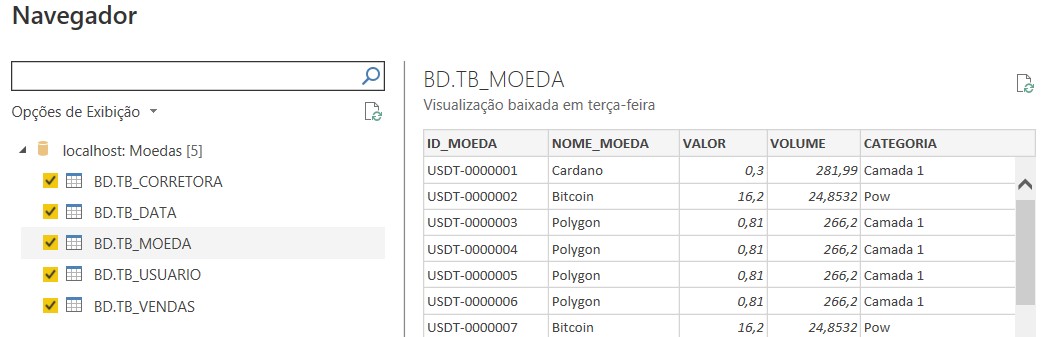 Navegador
Opções de Exibição
localhost: Moedas [5]
BD.TB_CORRETORA
BD.TB_DATA
BD.TB_MOEDA
BD.TB_USUARIO
BD.TB_VENDAS
BD.TB_MOEDA
Visualização baixada em terça-feira
ID_MOEDA NOME_MOEDA VALOR VOLUME CATEGORIA
USDT-0000001 Cardano 0,3 281,99 Camada 1
USDT-0000002 Bitcoin 16,2 24,8532 Pow
USDT-0000003 Polygon 0,81 266,2 Camada 1
USDT-0000004 Polygon 0,81 266,2 Camada 1
USDT-0000005 Polygon 0,81 266,2 Camada 1
USDT-0000006 Polygon 0,81 266,2 Camada 1
USDT-0000007 Bitcoin 16,2 24,8532 Pow